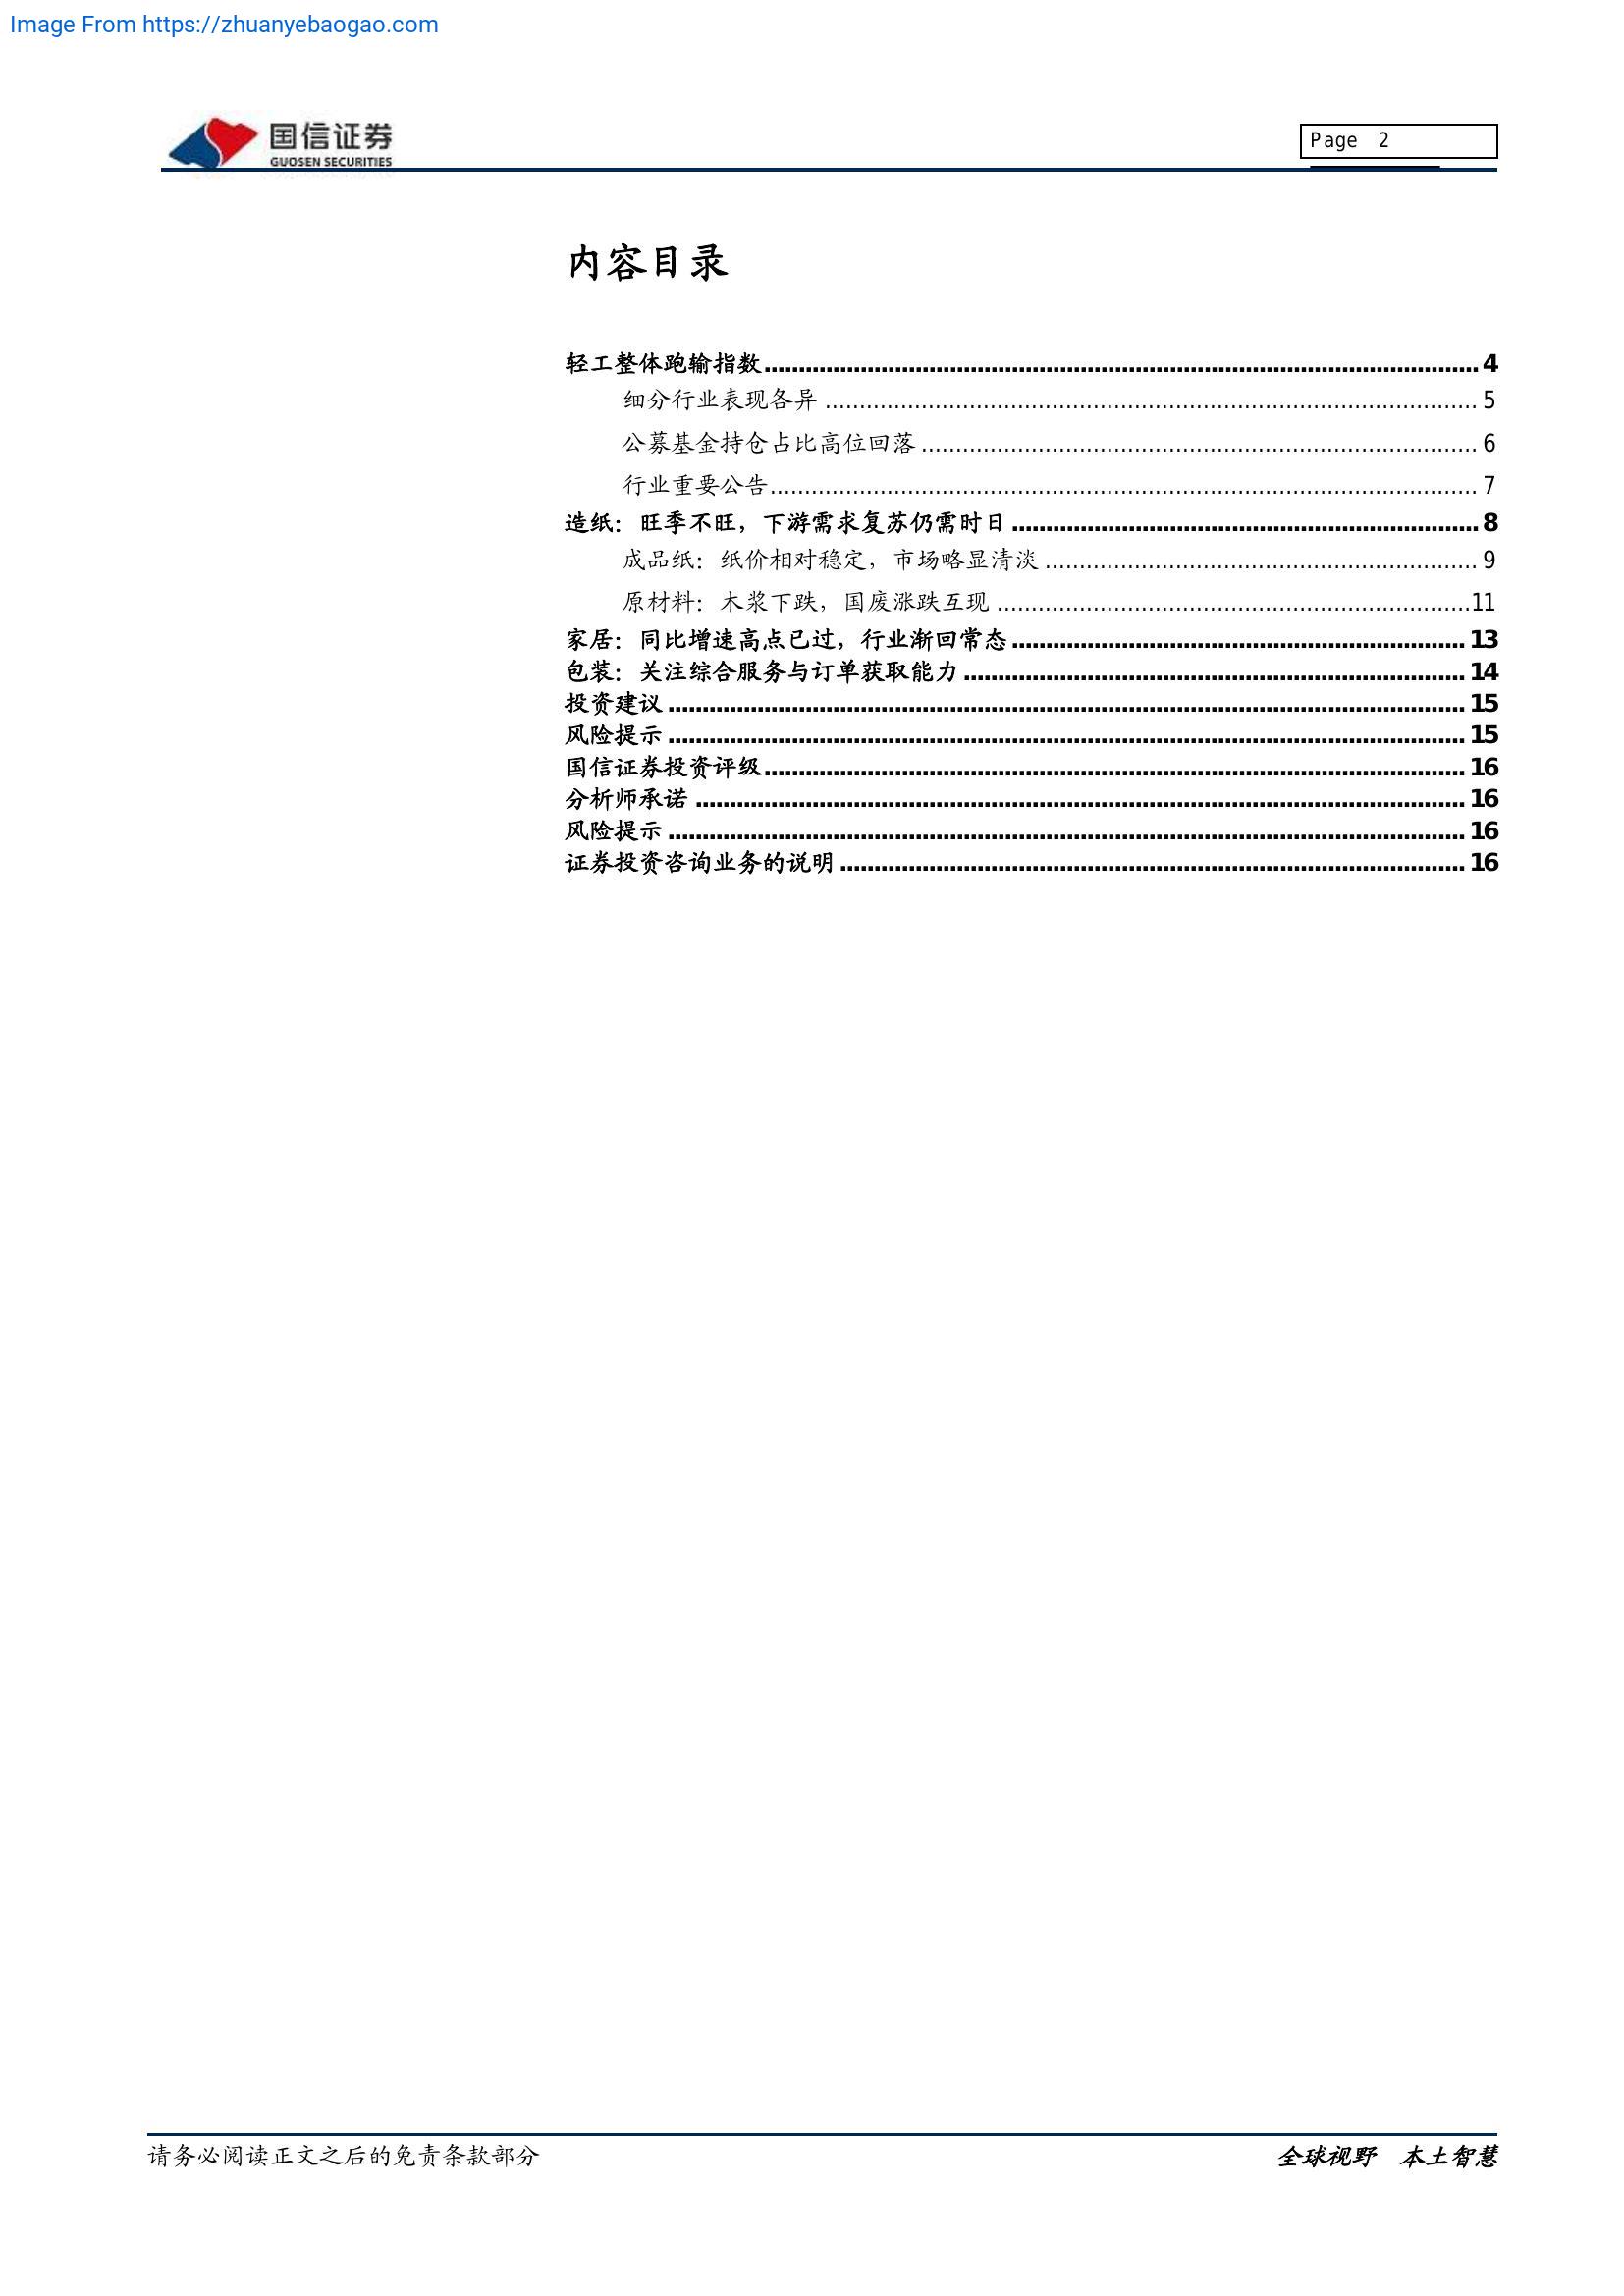 Image From https://zhuanyebaogao.com
国信证券
GUOSEN SECURITIES
Page 2
内容目录
轻工整体跑输指数 4
细分行业表现各异 5
公募基金持仓占比高位回落 6
行业重要公告 7
造纸：旺季不旺，下游需求复苏仍需时日 8
成品纸：纸价相对稳定，市场略显清淡 9
原材料：木浆下跌，国废涨跌互现 11
家居：同比增速高点已过，行业渐回常态 13
包装：关注综合服务与订单获取能力 14
投资建议 15
风险提示 15
国信证券投资评级 16
分析师承诺 16
风险提示 16
证券投资咨询业务的说明 16
请务必阅读正文之后的免责条款部分
全球视野 本土智慧